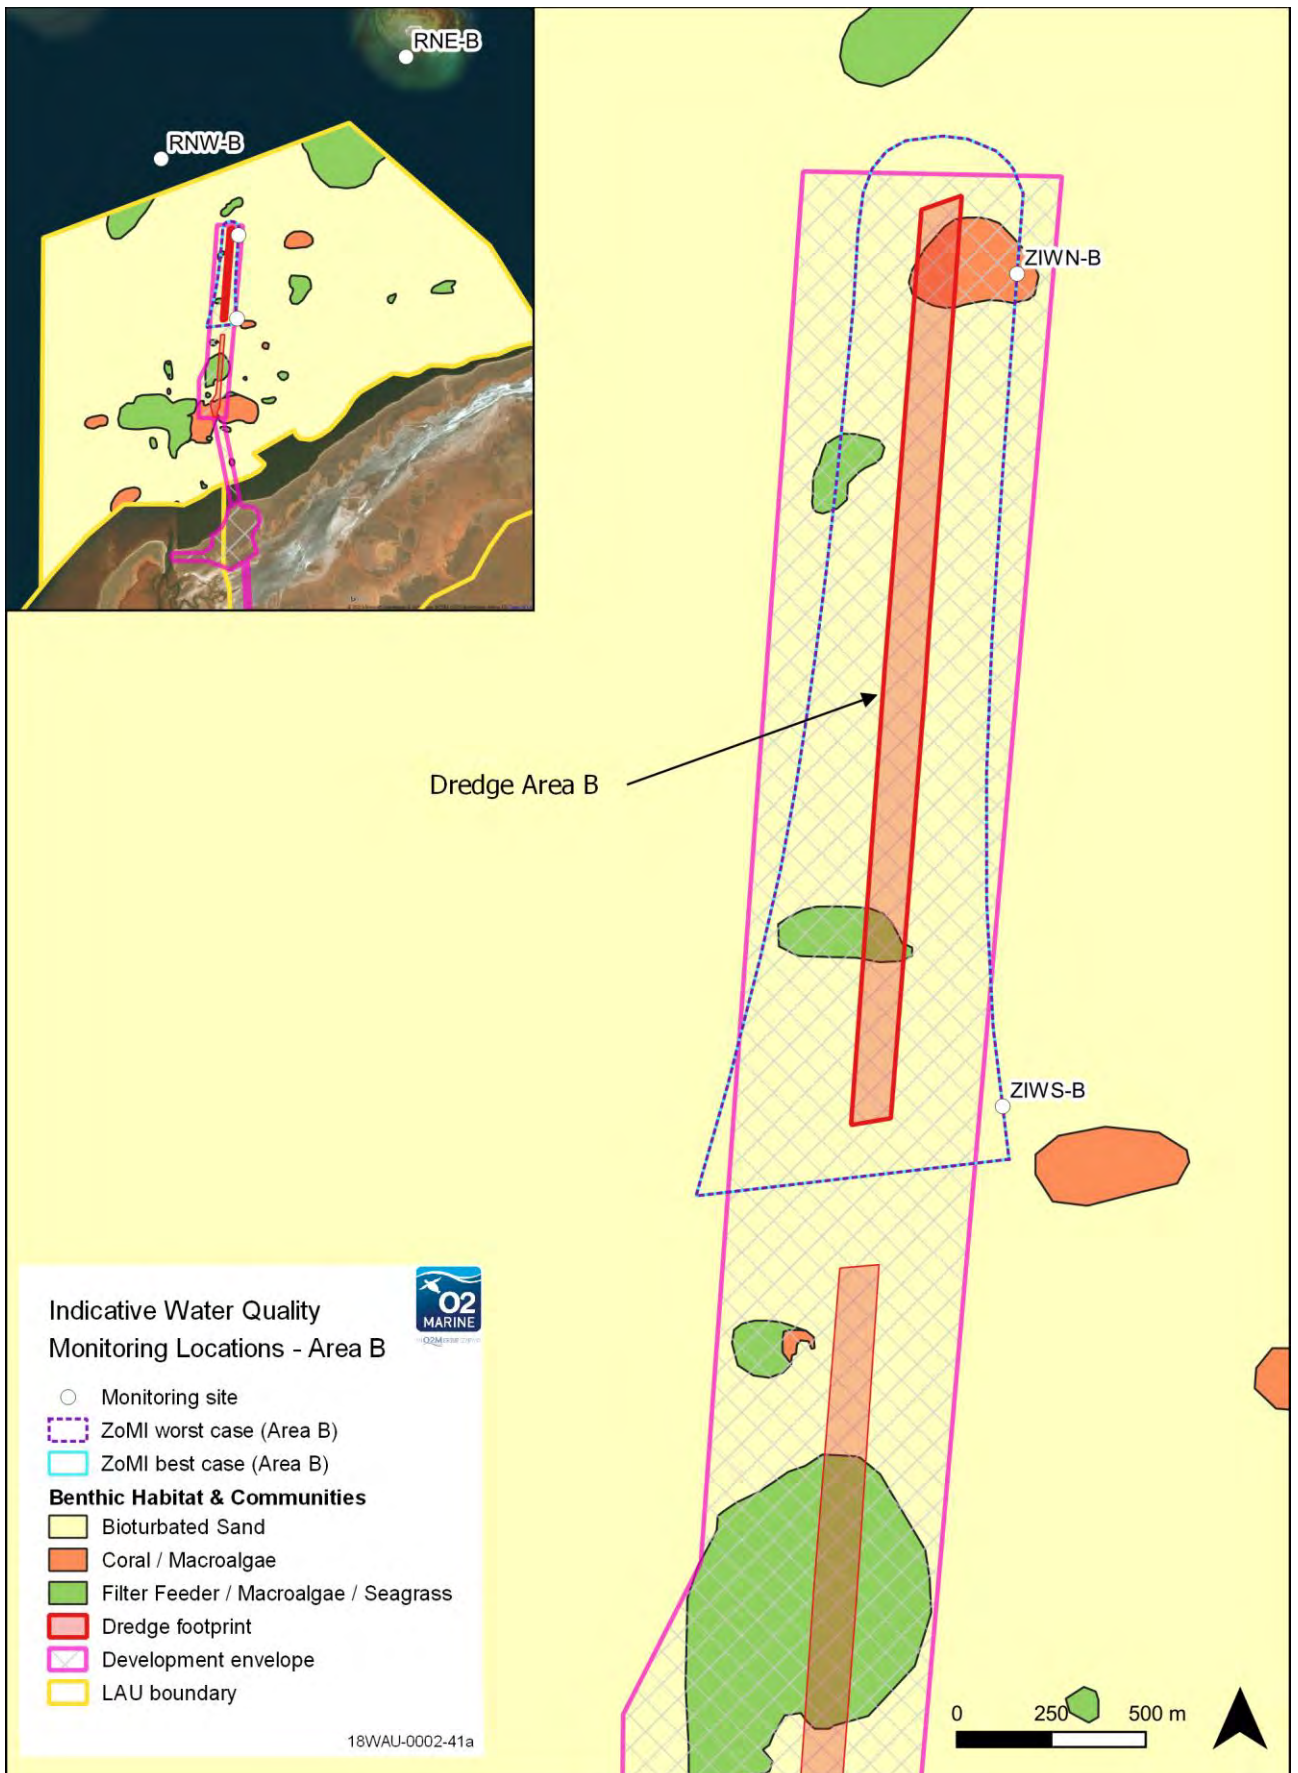 RNE-B
RNW-B
ZIWN-B
Dredge Area B
ZIWS-B
Indicative Water Quality
Monitoring Locations - Area B
O2
MARINE
Monitoring site
ZoMI worst case (Area B)
ZoMI best case (Area B)
Benthic Habitat & Communities
Bioturbated Sand
Coral / Macroalgae
Filter Feeder / Macroalgae / Seagrass
Dredge footprint
Development envelope
LAU boundary
18WAU-0002-41a
0 250 500 m